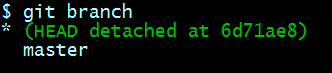 $ git branch
* (HEAD detached at 6d71ae8)
  master